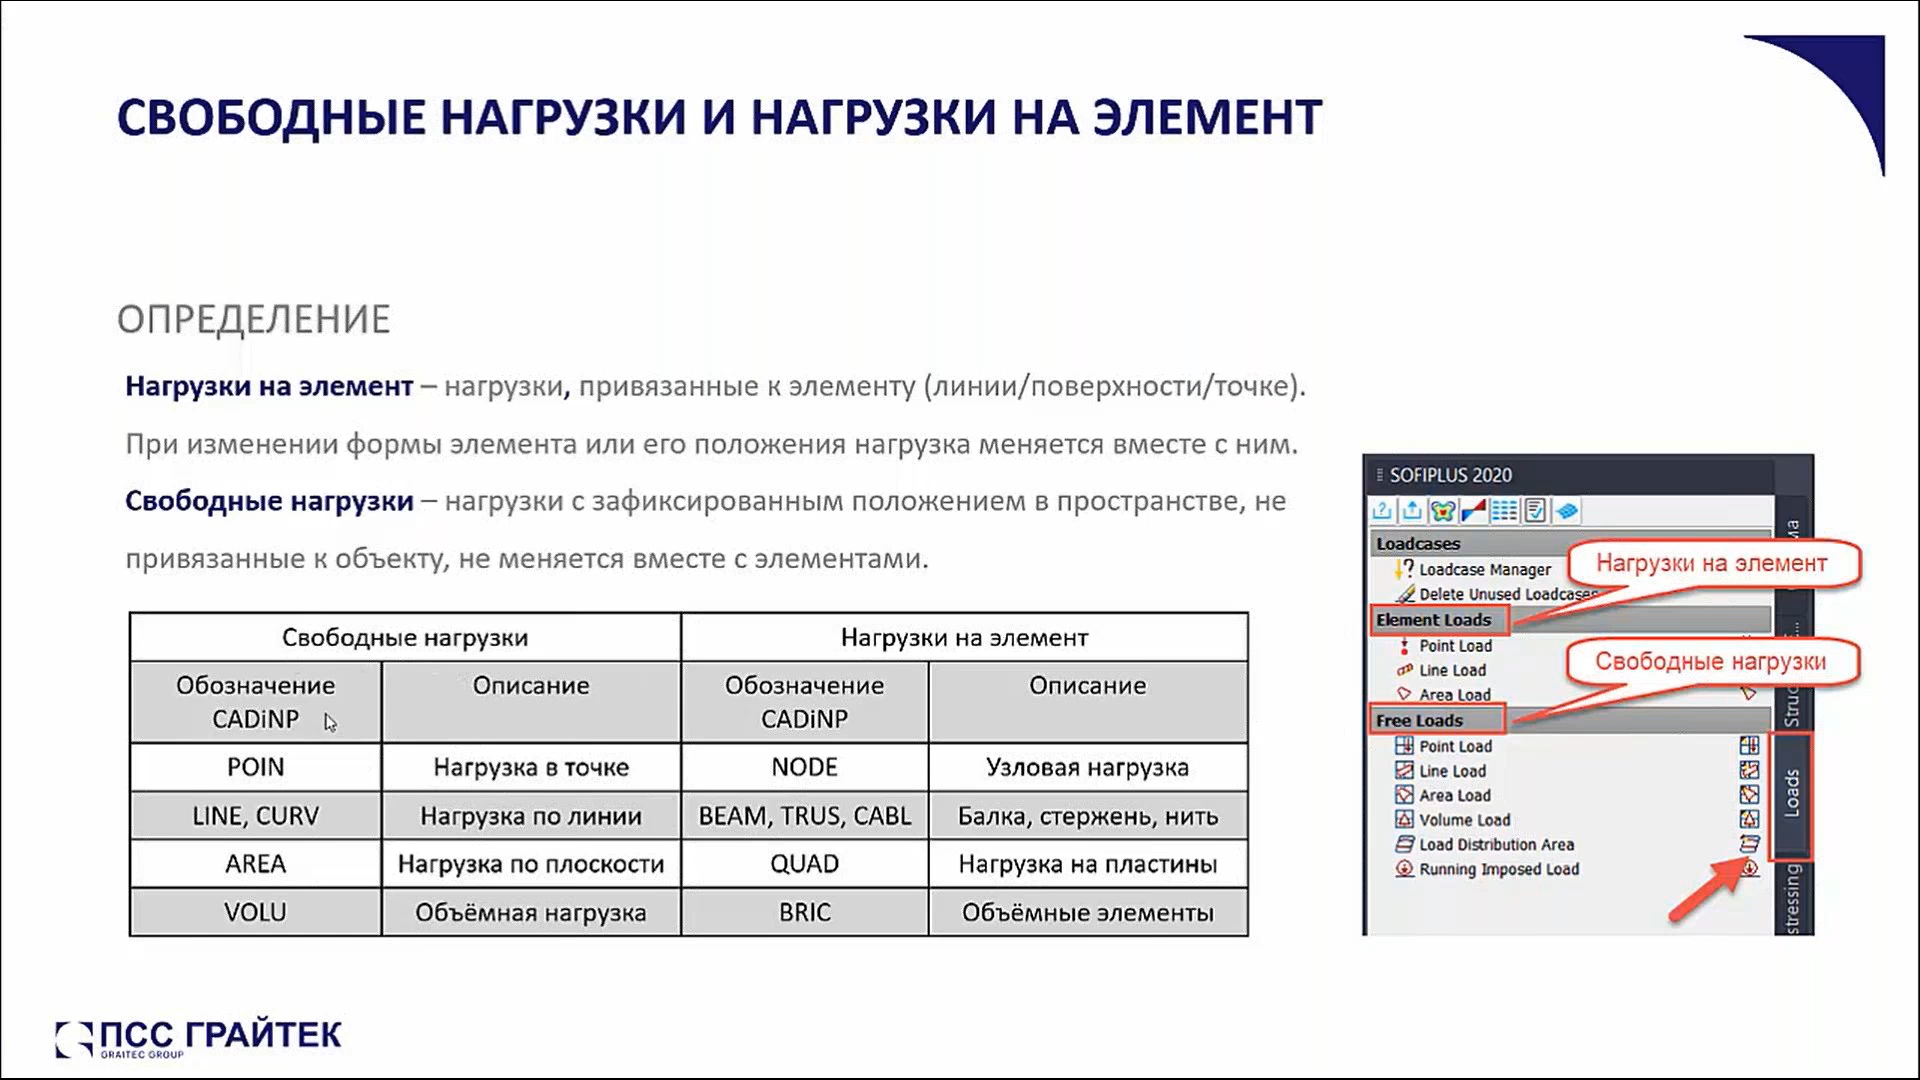 СВОБОДНЫЕ НАГРУЗКИ И НАГРУЗКИ НА ЭЛЕМЕНТ
ОПРЕДЕЛЕНИЕ
Нагрузки на элемент – нагрузки, привязанные к элементу (линии/поверхности/точке).
При изменении формы элемента или его положения нагрузка меняется вместе с ним.
Свободные нагрузки – нагрузки с зафиксированным положением в пространстве, не
привязанные к объекту, не меняется вместе с элементами.
Свободные нагрузки Нагрузки на элемент
Обозначение CADiNP Описание Обозначение CADiNP Описание
POIN Нагрузка в точке NODE Узловая нагрузка
LINE, CURV Нагрузка по линии BEAM, TRUS, CABL Балка, стержень, нить
AREA Нагрузка по плоскости QUAD Нагрузка на пластины
VOLU Объёмная нагрузка BRIC Объёмные элементы
SOFIPLUS 2020
Loadcases
Loadcase Manager
Delete Unused Loadcases
Element Loads
Point Load
Line Load
Area Load
Free Loads
Point Load
Line Load
Area Load
Volume Load
Load Distribution Area
Running Imposed Load
Нагрузки на элемент
Свободные нагрузки
Loads
ПСС ГРАЙТЕК
GRAITEC GROUP